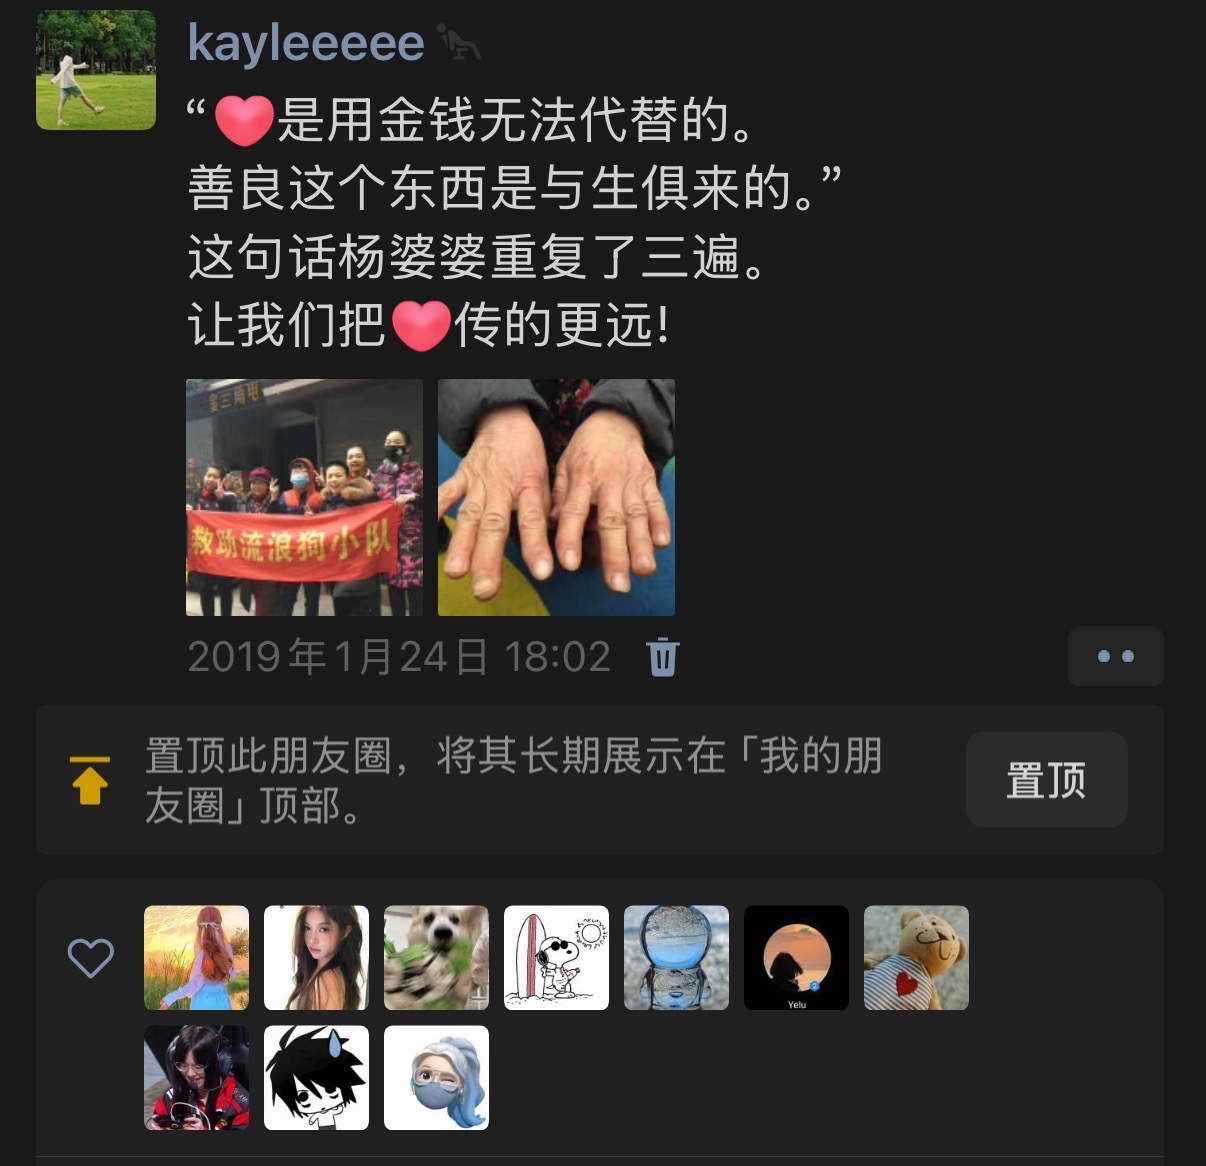 kayleeeee
“❤是用金钱无法代替的。
善良这个东西是与生俱来的。”
这句话杨婆婆重复了三遍。
让我们把❤传的更远!
金三角电
救助流浪狗小队
2019年1月24日 18:02
置顶此朋友圈，将其长期展示在「我的朋
友圈」顶部。
置顶
Yelu